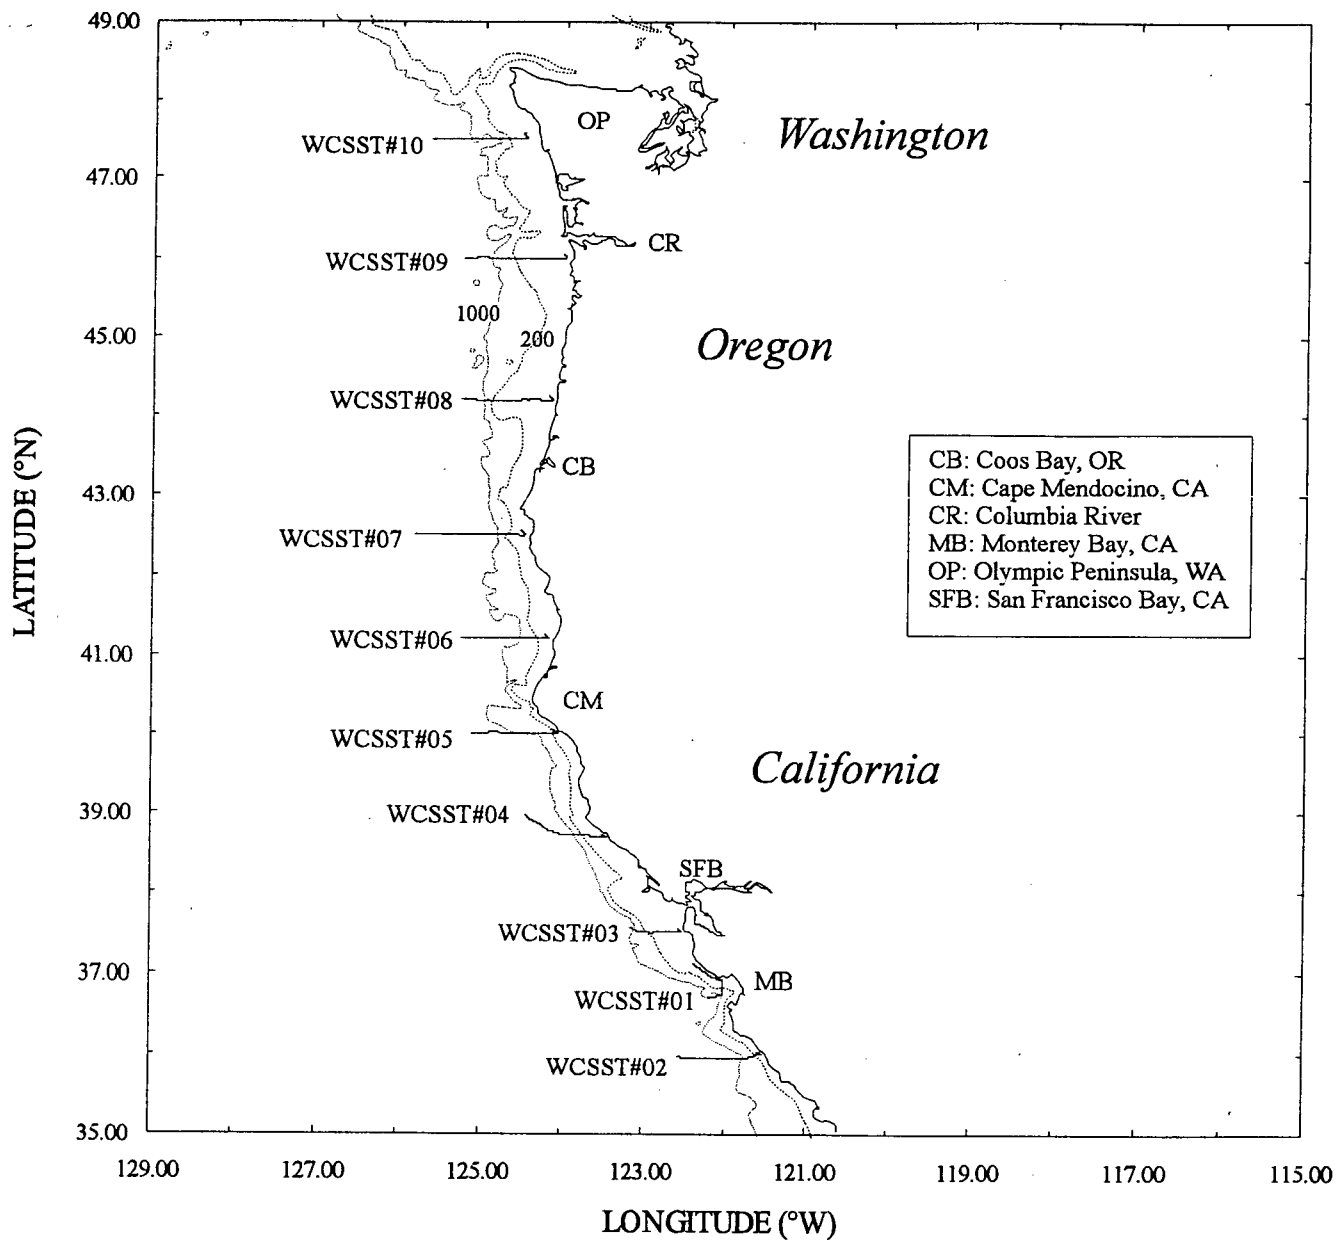 49.00
OP
Washington
WCSST#10
47.00
CR
WCSST#09
1000
200
45.00
Oregon
WCSST#08
CB
43.00
WCSST#07
CB: Coos Bay, OR
CM: Cape Mendocino, CA
CR: Columbia River
MB: Monterey Bay, CA
OP: Olympic Peninsula, WA
SFB: San Francisco Bay, CA
LATITUDE (°N)
WCSST#06
41.00
CM
WCSST#05
California
39.00
WCSST#04
SFB
WCSST#03
37.00
MB
WCSST#01
WCSST#02
35.00
129.00 127.00 125.00 123.00 121.00 119.00 117.00 115.00
LONGITUDE (°W)